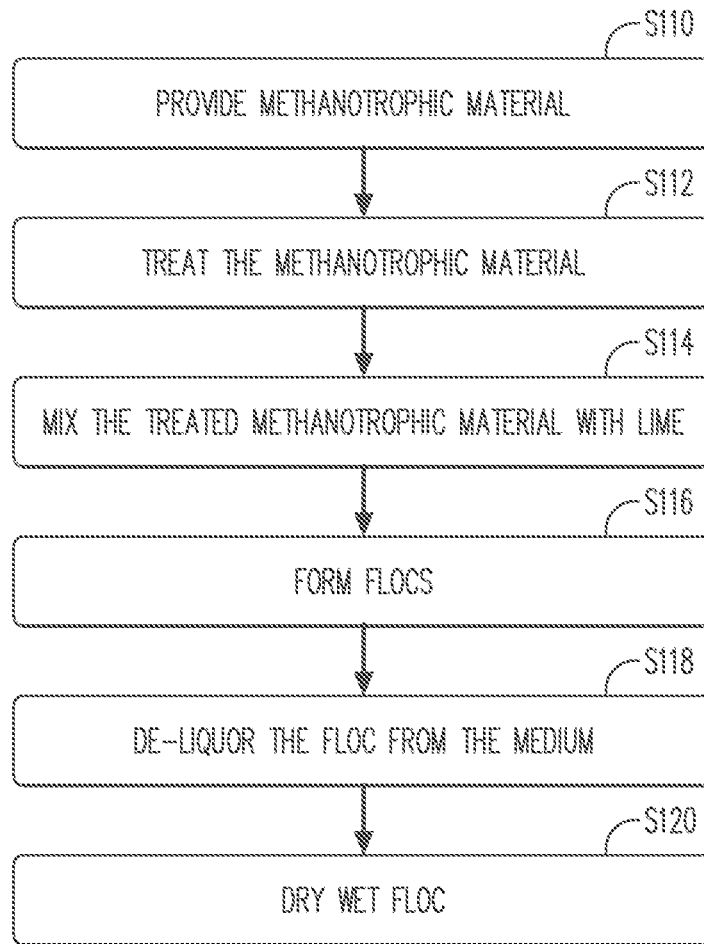 S110
PROVIDE METHANOTROPHIC MATERIAL
S112
TREAT THE METHANOTROPHIC MATERIAL
S114
MIX THE TREATED METHANOTROPHIC MATERIAL WITH LIME
S116
FORM FLOCS
S118
DE-LIQUOR THE FLOC FROM THE MEDIUM
S120
DRY WET FLOC